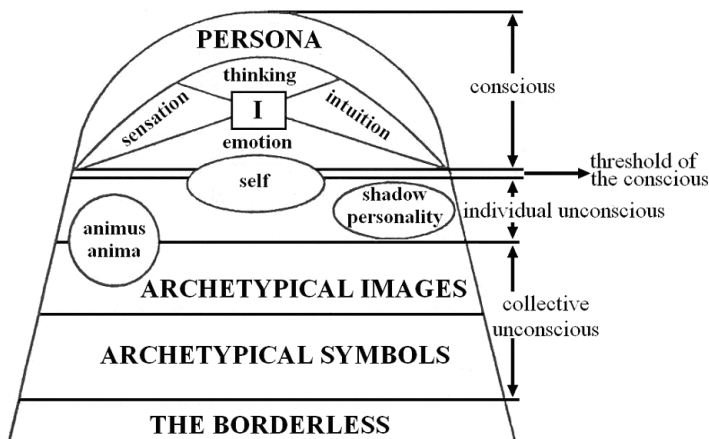 PERSONA
thinking
sensation
I
intuition
emotion
conscious
threshold of
the conscious
self
shadow
personality
individual unconscious
animus
anima
ARCHETYPICAL IMAGES
collective
unconscious
ARCHETYPICAL SYMBOLS
THE BORDERLESS